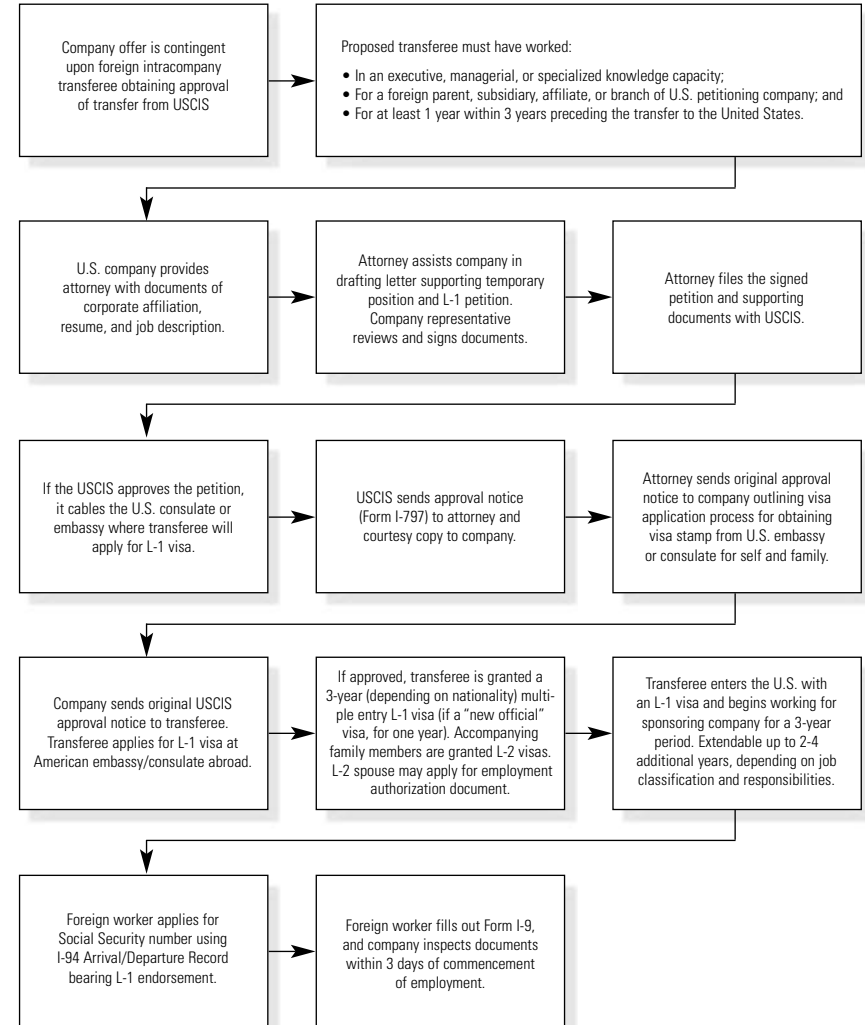 Company offer is contingent
upon foreign intracompany
transferee obtaining approval
of transfer from USCIS
Proposed transferee must have worked:
• In an executive, managerial, or specialized knowledge capacity;
• For a foreign parent, subsidiary, affiliate, or branch of U.S. petitioning company; and
• For at least 1 year within 3 years preceding the transfer to the United States.
U.S. company provides
attorney with documents of
corporate affiliation,
resume, and job description.
Attorney assists company in
drafting letter supporting temporary
position and L-1 petition.
Company representative
reviews and signs documents.
Attorney files the signed
petition and supporting
documents with USCIS.
If the USCIS approves the petition,
it cables the U.S. consulate or
embassy where transferee will
apply for L-1 visa.
USCIS sends approval notice
(Form I-797) to attorney and
courtesy copy to company.
Attorney sends original approval
notice to company outlining visa
application process for obtaining
visa stamp from U.S. embassy
or consulate for self and family.
Company sends original USCIS
approval notice to transferee.
Transferee applies for L-1 visa at
American embassy/consulate abroad.
If approved, transferee is granted a
3-year (depending on nationality) multi-
ple entry L-1 visa (if a "new official"
visa, for one year). Accompanying
family members are granted L-2 visas.
L-2 spouse may apply for employment
authorization document.
Transferee enters the U.S. with
an L-1 visa and begins working for
sponsoring company for a 3-year
period. Extendable up to 2-4
additional years, depending on job
classification and responsibilities.
Foreign worker applies for
Social Security number using
I-94 Arrival/Departure Record
bearing L-1 endorsement.
Foreign worker fills out Form I-9,
and company inspects documents
within 3 days of commencement
of employment.